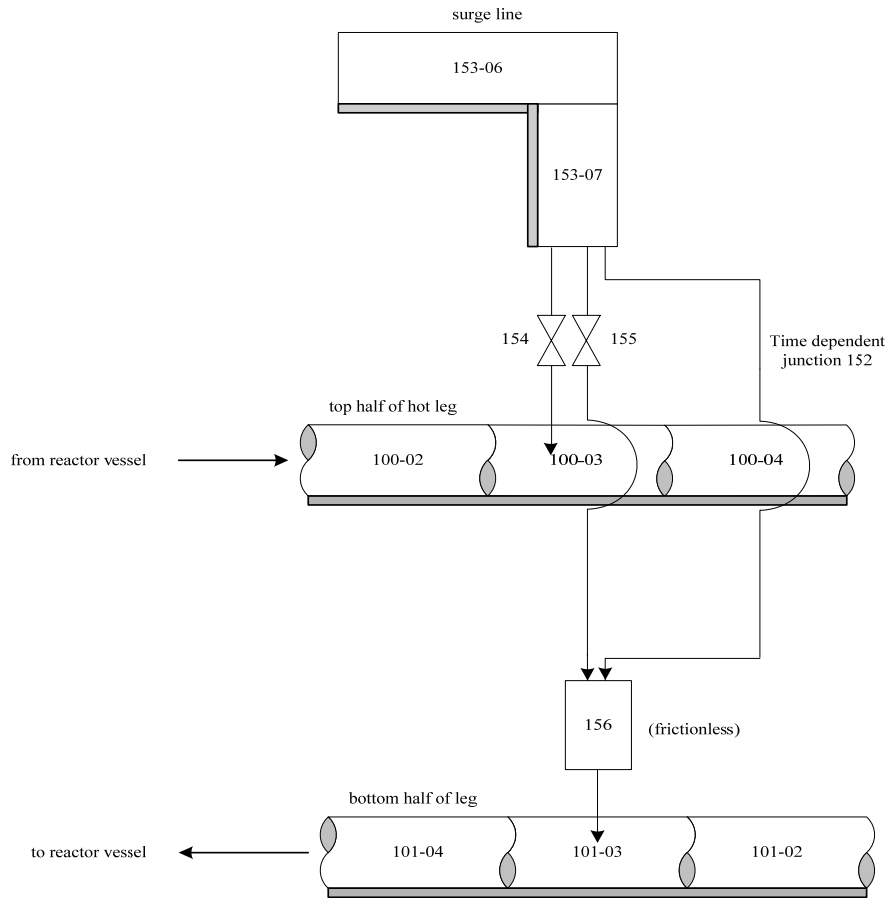 surge line
153-06
153-07
154
155
Time dependent
junction 152
top half of hot leg
from reactor vessel
100-02
100-03
100-04
156
(frictionless)
bottom half of leg
to reactor vessel
101-04
101-03
101-02